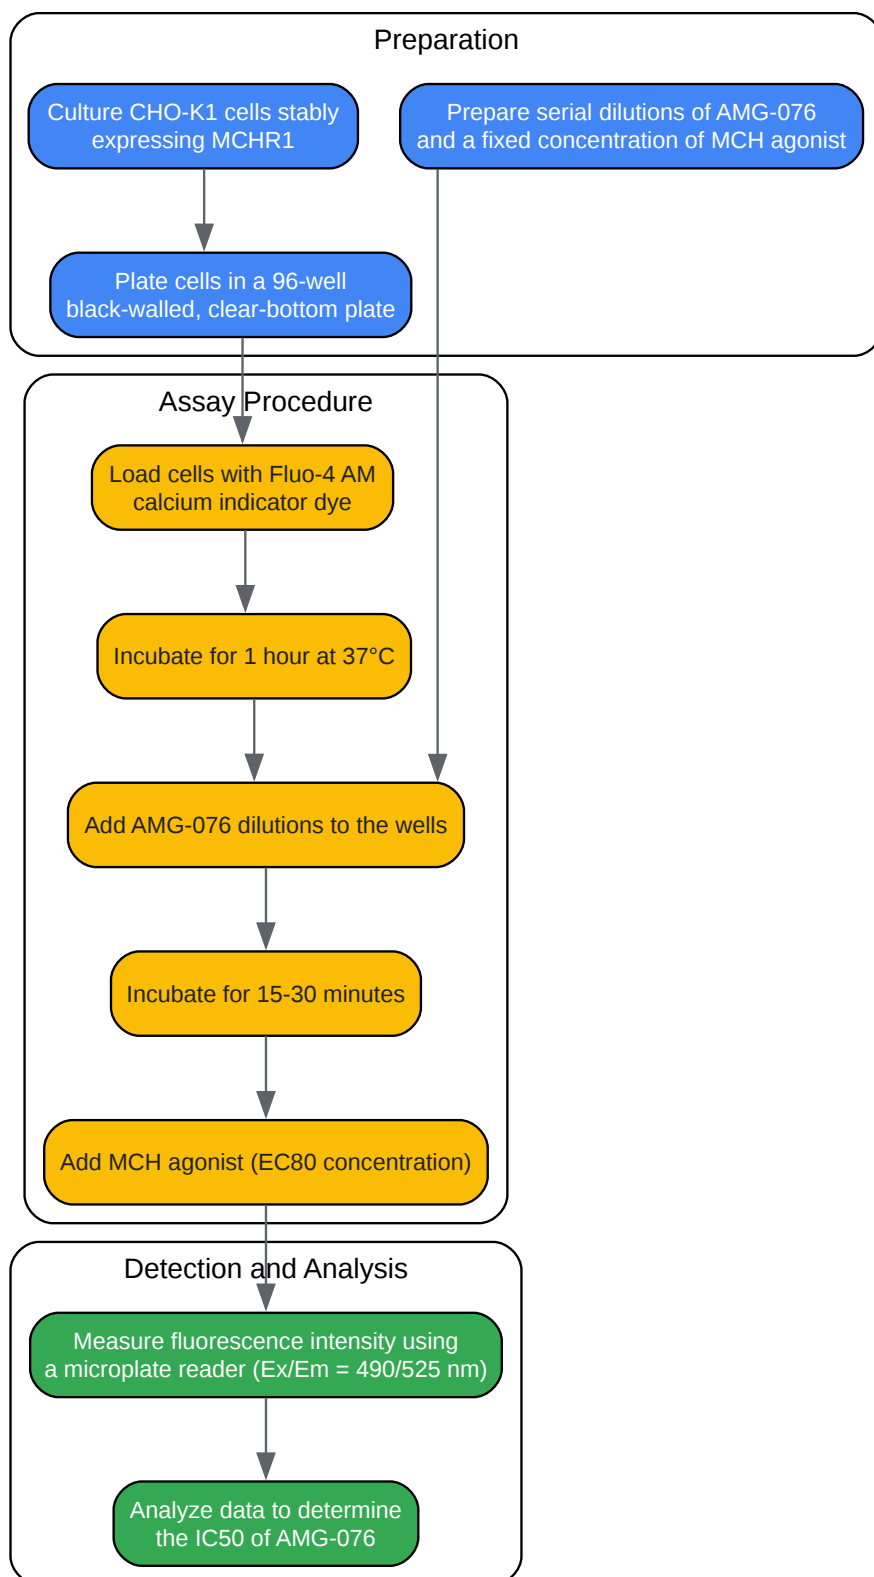 Preparation
Culture CHO-K1 cells stably
expressing MCHR1
Prepare serial dilutions of AMG-076
and a fixed concentration of MCH agonist
Plate cells in a 96-well
black-walled, clear-bottom plate
Assay Procedure
Load cells with Fluo-4 AM
calcium indicator dye
Incubate for 1 hour at 37°C
Add AMG-076 dilutions to the wells
Incubate for 15-30 minutes
Add MCH agonist (EC80 concentration)
Detection and Analysis
Measure fluorescence intensity using
a microplate reader (Ex/Em = 490/525 nm)
Analyze data to determine
the IC50 of AMG-076